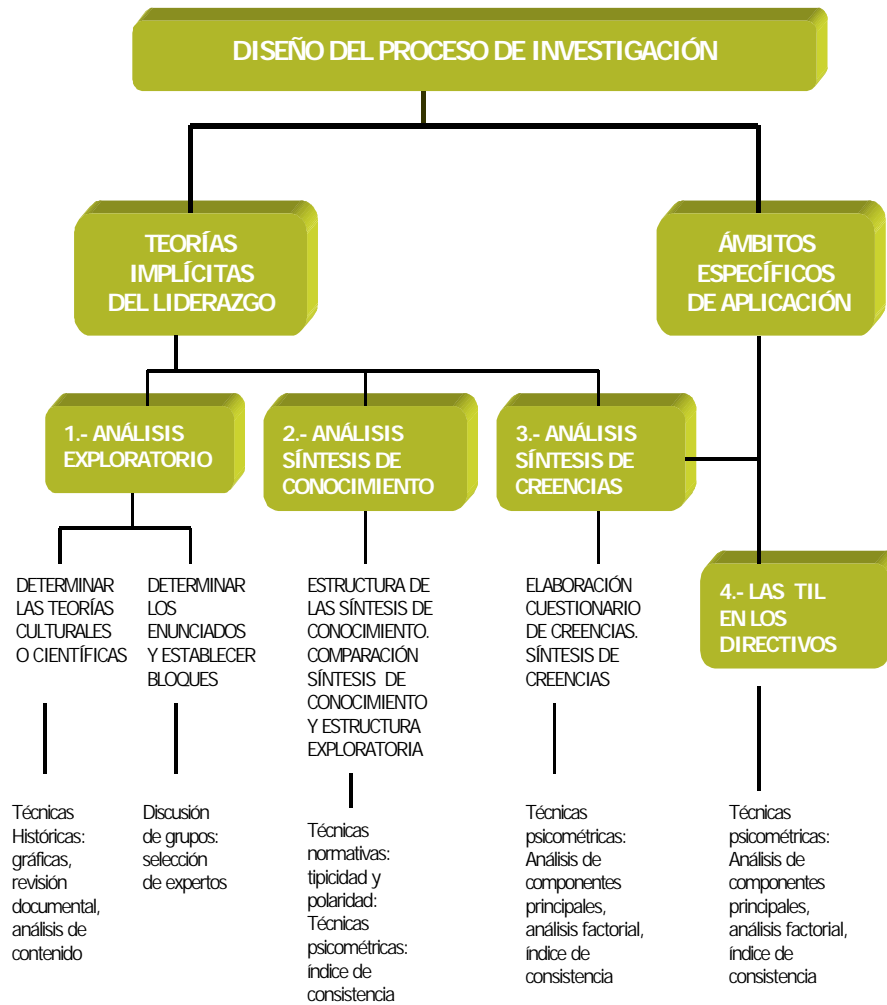 DISEÑO DEL PROCESO DE INVESTIGACIÓN
TEORÍAS
IMPLÍCITAS
DEL LIDERAZGO
ÁMBITOS
ESPECÍFICOS
DE APLICACIÓN
1.- ANÁLISIS
EXPLORATORIO
2.- ANÁLISIS
SÍNTESIS DE
CONOCIMIENTO
3.- ANÁLISIS
SÍNTESIS DE
CREENCIAS
4.- LAS TIL
EN LOS
DIRECTIVOS
DETERMINAR
LAS TEORÍAS
CULTURALES
O CIENTÍFICAS
DETERMINAR
LOS
ENUNCIADOS
Y ESTABLECER
BLOQUES
ESTRUCTURA DE
LAS SÍNTESIS DE
CONOCIMIENTO.
COMPARACIÓN
SÍNTESIS DE
CONOCIMIENTO
Y ESTRUCTURA
EXPLORATORIA
ELABORACIÓN
CUESTIONARIO
DE CREENCIAS.
SÍNTESIS DE
CREENCIAS
Técnicas
Históricas:
gráficas,
revisión
documental,
análisis de
contenido
Discusión
de grupos:
selección
de expertos
Técnicas
normativas:
tipicidad y
polaridad:
Técnicas
psicométricas:
índice de
consistencia
Técnicas
psicométricas:
Análisis de
componentes
principales,
análisis factorial,
índice de
consistencia
Técnicas
psicométricas:
Análisis de
componentes
principales,
análisis factorial,
índice de
consistencia